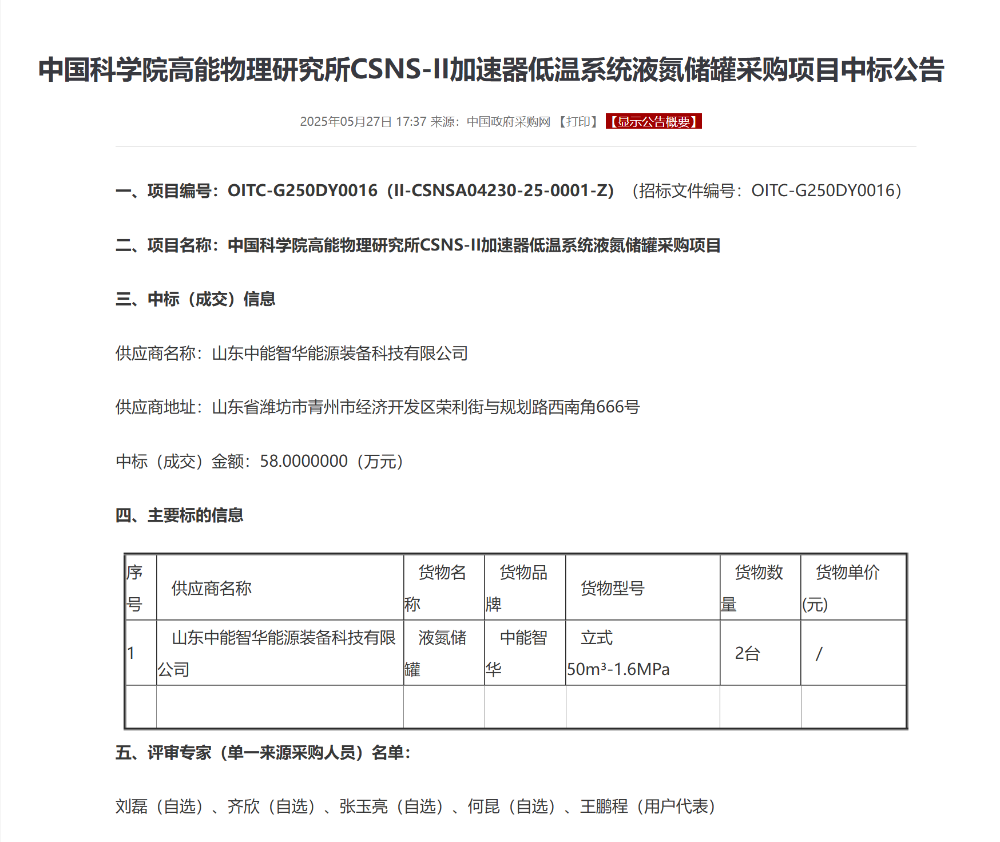 中国科学院高能物理研究所CSNS-II加速器低温系统液氮储罐采购项目中标公告
2025年05月27日 17:37 来源：中国政府采购网 【打印】 【显示公告概要】
一、项目编号：OITC-G250DY0016（II-CSNSA04230-25-0001-Z）（招标文件编号：OITC-G250DY0016）
二、项目名称：中国科学院高能物理研究所CSNS-II加速器低温系统液氮储罐采购项目
三、中标（成交）信息
供应商名称：山东中能智华能源装备科技有限公司
供应商地址：山东省潍坊市青州市经济开发区荣利街与规划路西南角666号
中标（成交）金额：58.0000000（万元）
四、主要标的信息
序
号
供应商名称
货物名
称
货物品
牌
货物型号
货物数
量
货物单价
(元)
1
山东中能智华能源装备科技有限
公司
液氮储
罐
中能智
华
立式
50m³-1.6MPa
2台
/
五、评审专家（单一来源采购人员）名单：
刘磊（自选）、齐欣（自选）、张玉亮（自选）、何昆（自选）、王鹏程（用户代表）